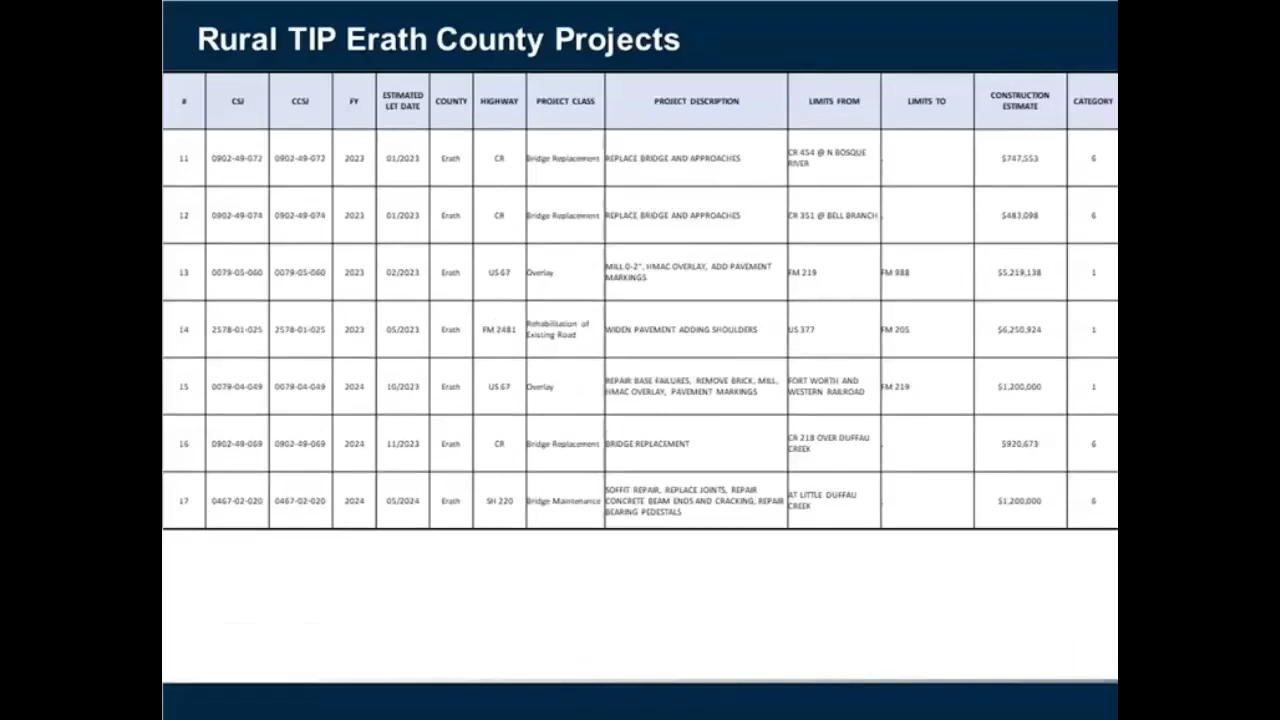 Rural TIP Erath County Projects
# CSJ CCSJ FY ESTIMATED LET DATE COUNTY HIGHWAY PROJECT CLASS PROJECT DESCRIPTION LIMITS FROM LIMITS TO CONSTRUCTION ESTIMATE CATEGORY
11 0902-49-072 0902-49-072 2023 01/2023 Erath CR Bridge Replacement REPLACE BRIDGE AND APPROACHES CR 454 @ N BOSQUE RIVER . $747,553 6
12 0902-49-074 0902-49-074 2023 01/2023 Erath CR Bridge Replacement REPLACE BRIDGE AND APPROACHES CR 351 @ BELL BRANCH . $483,098 6
13 0079-05-060 0079-05-060 2023 02/2023 Erath US 67 Overlay MILL 0-2", HMAC OVERLAY, ADD PAVEMENT MARKINGS FM 219 FM 988 $5,219,138 1
14 2578-01-025 2578-01-025 2023 05/2023 Erath FM 2481 Rehabilitation of Existing Road WIDEN PAVEMENT ADDING SHOULDERS US 377 FM 205 $6,250,924 1
15 0079-04-049 0079-04-049 2024 10/2023 Erath US 67 Overlay REPAIR BASE FAILURES, REMOVE BRICK, MILL, HMAC OVERLAY, PAVEMENT MARKINGS FORT WORTH AND WESTERN RAILROAD FM 219 $1,200,000 1
16 0902-49-069 0902-49-069 2024 11/2023 Erath CR Bridge Replacement BRIDGE REPLACEMENT CR 218 OVER DUFFAU CREEK . $920,673 6
17 0467-02-020 0467-02-020 2024 05/2024 Erath SH 220 Bridge Maintenance SOFFIT REPAIR, REPLACE JOINTS, REPAIR CONCRETE BEAM ENDS AND CRACKING, REPAIR BEARING PEDESTALS AT LITTLE DUFFAU CREEK . $1,200,000 6